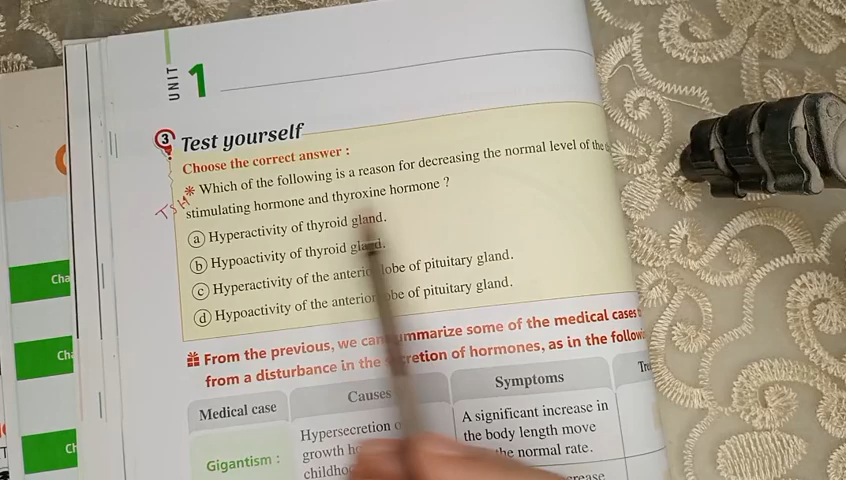 UNIT
1
3
Test yourself
Choose the correct answer :
* Which of the following is a reason for decreasing the normal level of the
TSH
stimulating hormone and thyroxine hormone ?
a Hyperactivity of thyroid gland.
b Hypoactivity of thyroid gland.
c Hyperactivity of the anterior lobe of pituitary gland.
d Hypoactivity of the anterior lobe of pituitary gland.
From the previous, we can summarize some of the medical cases
from a disturbance in the secretion of hormones, as in the
Medical case
Causes
Symptoms
Gigantism :
Hypersecretion
growth
A significant increase in
the body length move
the normal rate.